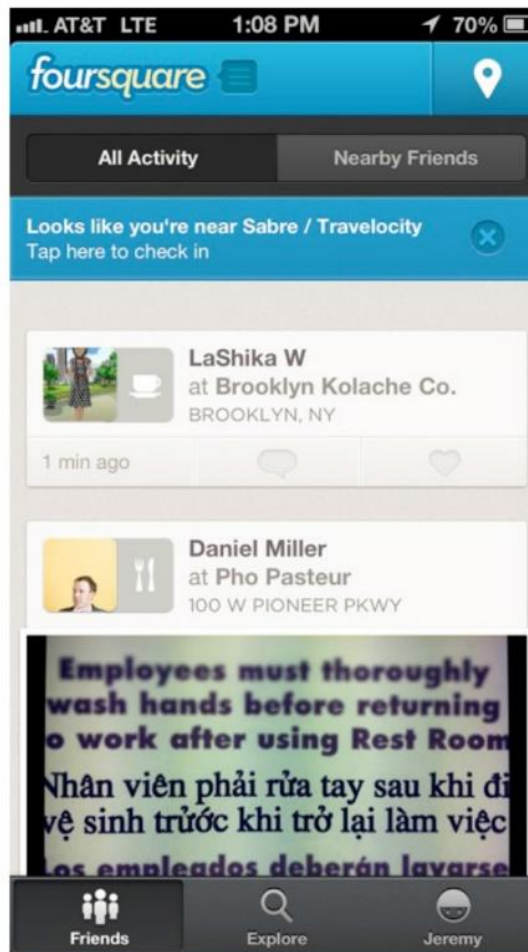 AT&T LTE 1:08 PM 70%
foursquare
All Activity Nearby Friends
Looks like you're near Sabre / Travelocity
Tap here to check in
LaShika W
at Brooklyn Kolache Co.
BROOKLYN, NY
1 min ago
Daniel Miller
at Pho Pasteur
100 W PIONEER PKWY
Employees must thoroughly
wash hands before returning
o work after using Rest Room
Nhân viên phải rửa tay sau khi đi
vệ sinh trước khi trở lại làm việc
Los empleados deberán lavarse
Friends Explore Jeremy